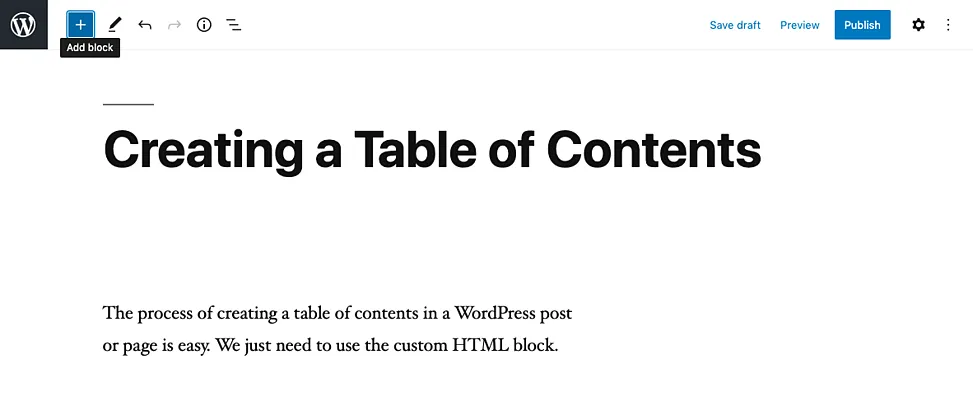 Save draft Preview Publish
Add block
Creating a Table of Contents
The process of creating a table of contents in a WordPress post
or page is easy. We just need to use the custom HTML block.